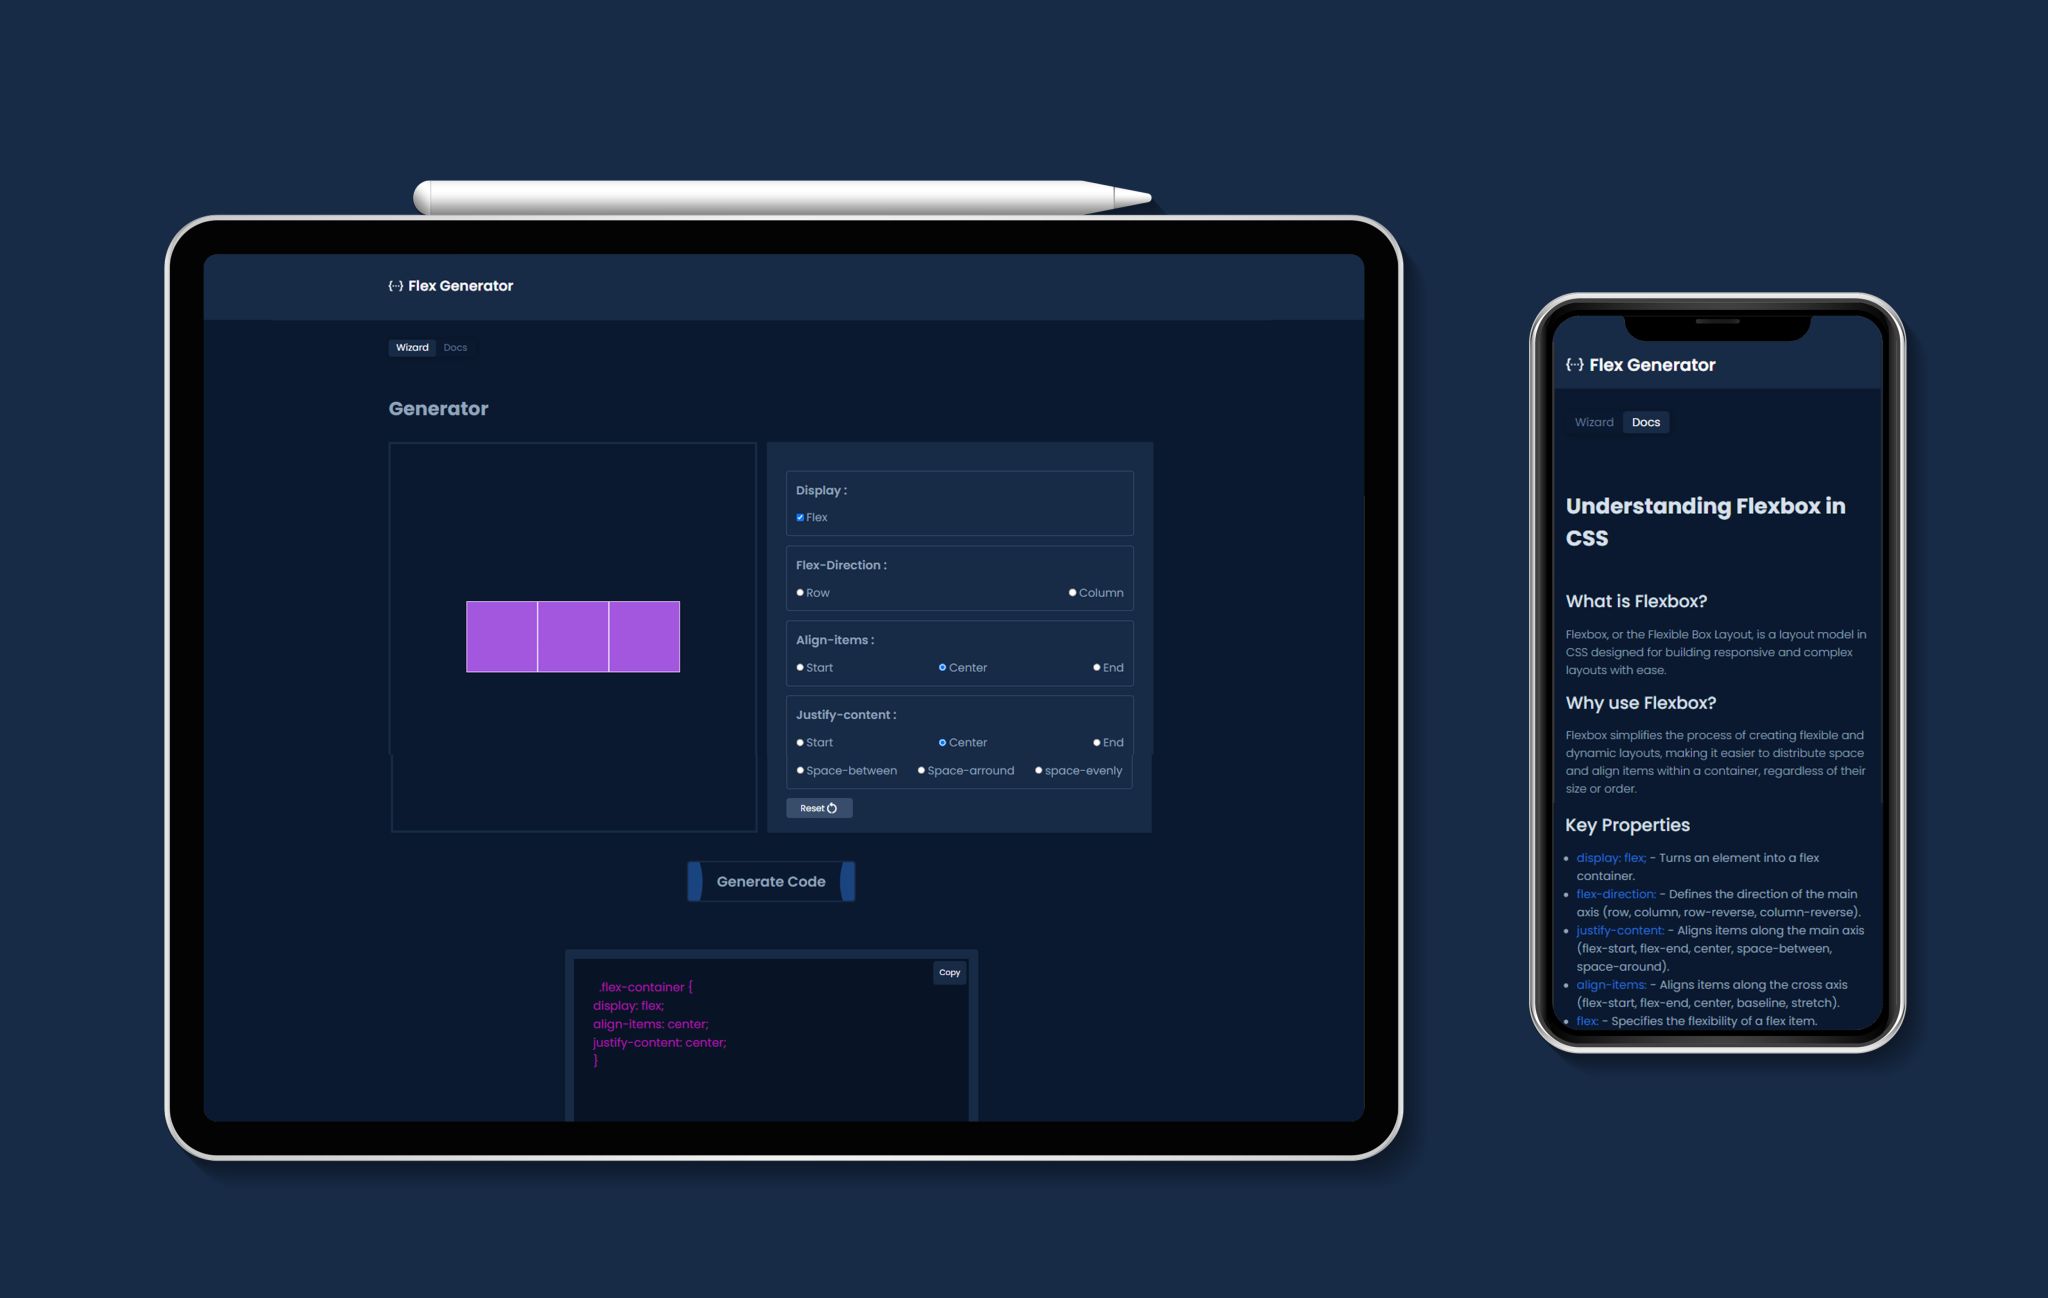 {··} Flex Generator
Wizard Docs
Generator
Display :
Flex
Flex-Direction :
Row Column
Align-items :
Start Center End
Justify-content :
Start Center End
Space-between Space-arround space-evenly
Reset
Generate Code
Copy
.flex-container {
display: flex;
align-items: center;
justify-content: center;
}
{··} Flex Generator
Wizard Docs
Understanding Flexbox in
CSS
What is Flexbox?
Flexbox, or the Flexible Box Layout, is a layout model in
CSS designed for building responsive and complex
layouts with ease.
Why use Flexbox?
Flexbox simplifies the process of creating flexible and
dynamic layouts, making it easier to distribute space
and align items within a container, regardless of their
size or order.
Key Properties
• display: flex; - Turns an element into a flex
container.
• flex-direction: - Defines the direction of the main
axis (row, column, row-reverse, column-reverse).
• justify-content: - Aligns items along the main axis
(flex-start, flex-end, center, space-between,
space-around).
• align-items: - Aligns items along the cross axis
(flex-start, flex-end, center, baseline, stretch).
• flex: - Specifies the flexibility of a flex item.